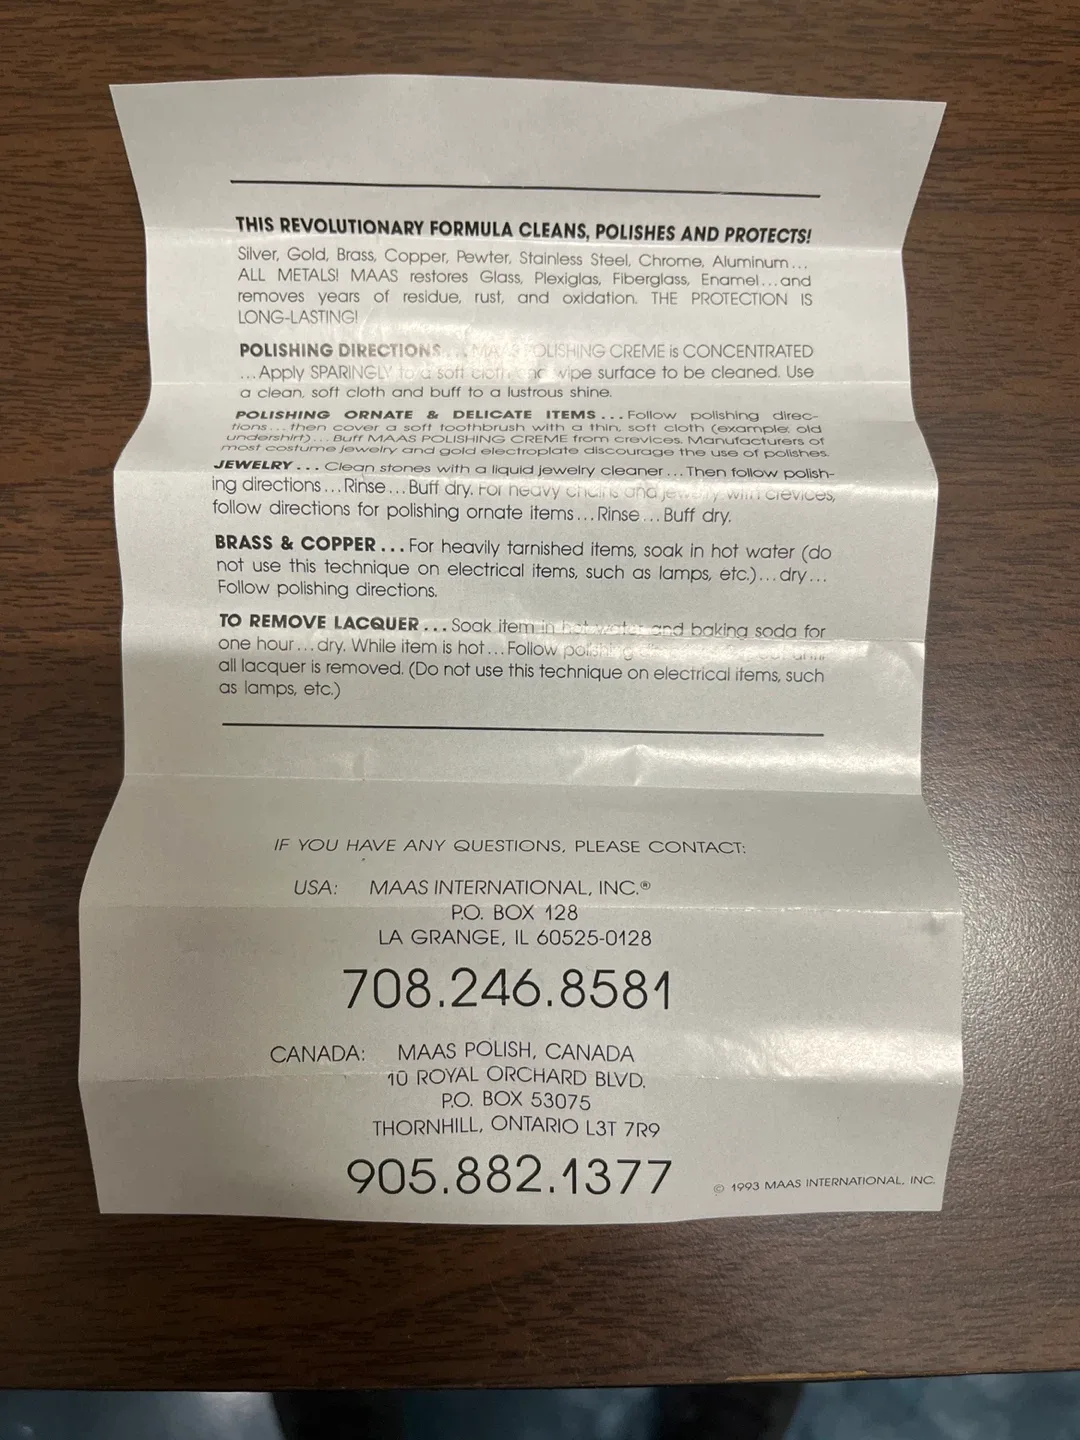 THIS REVOLUTIONARY FORMULA CLEANS, POLISHES AND PROTECTS!
Silver, Gold, Brass, Copper, Pewter, Stainless Steel, Chrome, Aluminum...
ALL METALS! MAAS restores Glass, Plexiglas, Fiberglass, Enamel...and
removes years of residue, rust, and oxidation. THE PROTECTION IS
LONG-LASTING!
POLISHING DIRECTIONS... MAAS POLISHING CREME is CONCENTRATED
...Apply SPARINGLY to a soft cloth and wipe surface to be cleaned. Use
a clean, soft cloth and buff to a lustrous shine.
POLISHING ORNATE & DELICATE ITEMS...Follow polishing direc-
tions...then cover a soft toothbrush with a thin, soft cloth (example: old
undershirt)...Buff MAAS POLISHING CREME from crevices. Manufacturers of
most costume jewelry and gold electroplate discourage the use of polishes.
JEWELRY... Clean stones with a liquid jewelry cleaner...Then follow polish-
ing directions...Rinse...Buff dry. For heavy chains and jewelry with crevices,
follow directions for polishing ornate items...Rinse...Buff dry.
BRASS & COPPER...For heavily tarnished items, soak in hot water (do
not use this technique on electrical items, such as lamps, etc.)...dry...
Follow polishing directions.
TO REMOVE LACQUER...Soak item in hot water and baking soda for
one hour...dry. While item is hot...Follow polishing until
all lacquer is removed. (Do not use this technique on electrical items, such
as lamps, etc.)
IF YOU HAVE ANY QUESTIONS, PLEASE CONTACT:
USA: MAAS INTERNATIONAL, INC.®
P.O. BOX 128
LA GRANGE, IL 60525-0128
708.246.8581
CANADA: MAAS POLISH, CANADA
10 ROYAL ORCHARD BLVD.
P.O. BOX 53075
THORNHILL, ONTARIO L3T 7R9
905.882.1377
© 1993 MAAS INTERNATIONAL, INC.